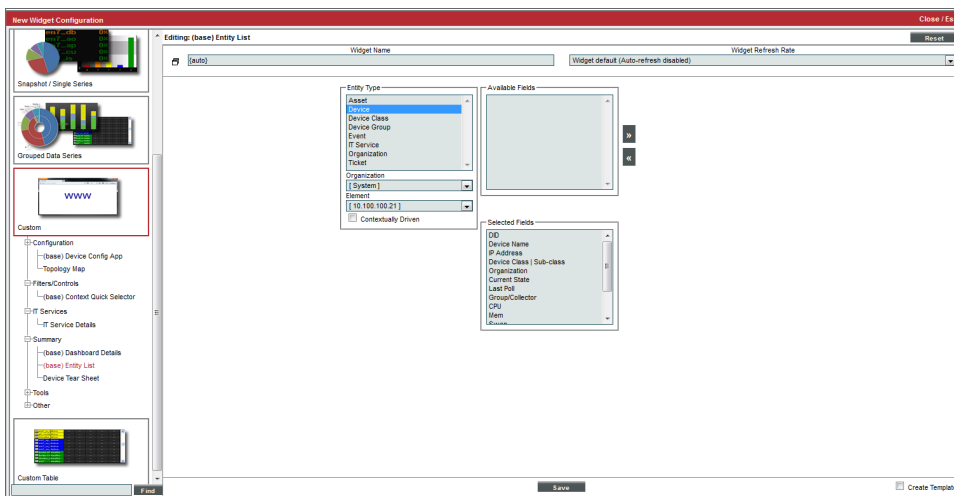 New Widget Configuration
Close / Es
Editing: (base) Entity List
Reset
Widget Name
Widget Refresh Rate
{auto}
Widget default (Auto-refresh disabled)
Snapshot / Single Series
Grouped Data Series
www
Custom
Configuration
(base) Device Config App
Topology Map
Filters/Controls
(base) Context Quick Selector
IT Services
IT Service Details
Summary
(base) Dashboard Details
(base) Entity List
Device Tear Sheet
Tools
Other
Custom Table
Find
Entity Type
Asset
Device
Device Class
Device Group
Event
IT Service
Organization
Ticket
Organization
[ System ]
Element
[ 10.100.100.21 ]
Contextually Driven
Available Fields
»
«
Selected Fields
DID
Device Name
IP Address
Device Class | Sub-class
Organization
Current State
Last Poll
Group/Collector
CPU
Mem
Swap
Save
Create Template